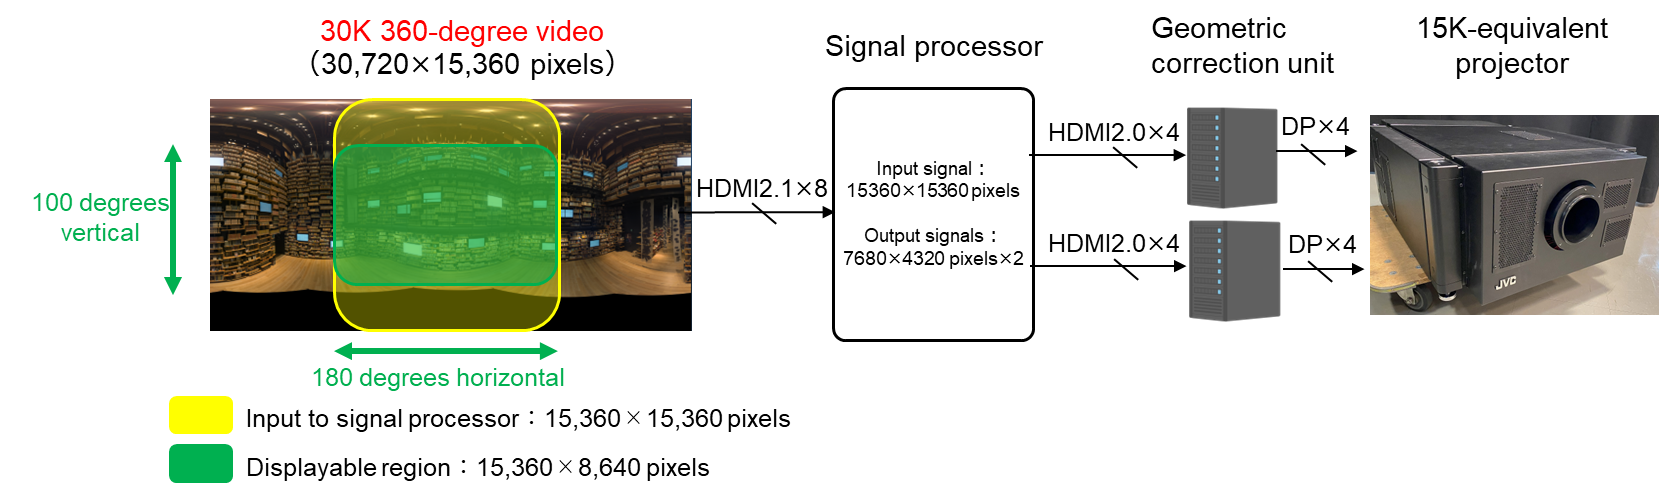 30K 360-degree video
（30,720×15,360 pixels）
Signal processor
Geometric
correction unit
15K-equivalent
projector
100 degrees
vertical
180 degrees horizontal
HDMI2.1×8
Input signal：
15360×15360 pixels
Output signals：
7680×4320 pixels×2
HDMI2.0×4
HDMI2.0×4
DP×4
DP×4
JVC
Input to signal processor：15,360×15,360 pixels
Displayable region：15,360×8,640 pixels